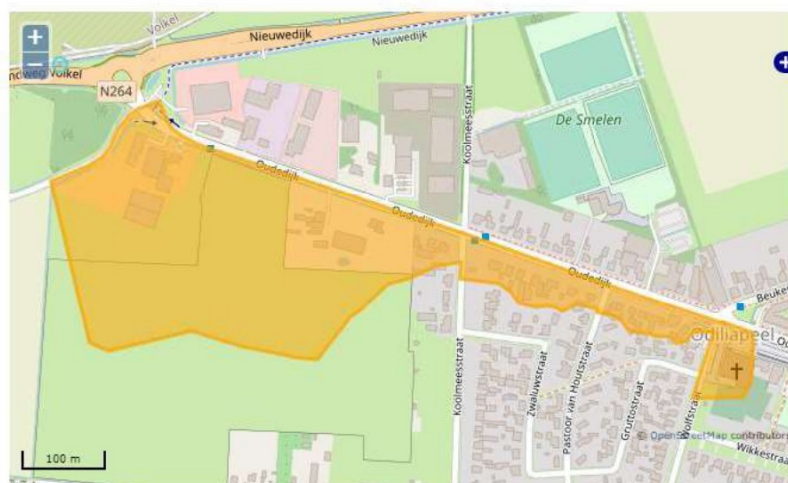 Volkel
Nieuwedijk
Nieuwedijk
ndweg Volkel
N264
Koolmeesstraat
De Smelen
Oudedijk
Oudedijk
Oudedijk
Beuke
Odiliapeel
Koolmeesstraat
Zwaluwstraat
Pastoor van Houtstraat
Gruttostraat
Wolfstraat
© OpenStreetMap contributors
Wikkestraa
100 m